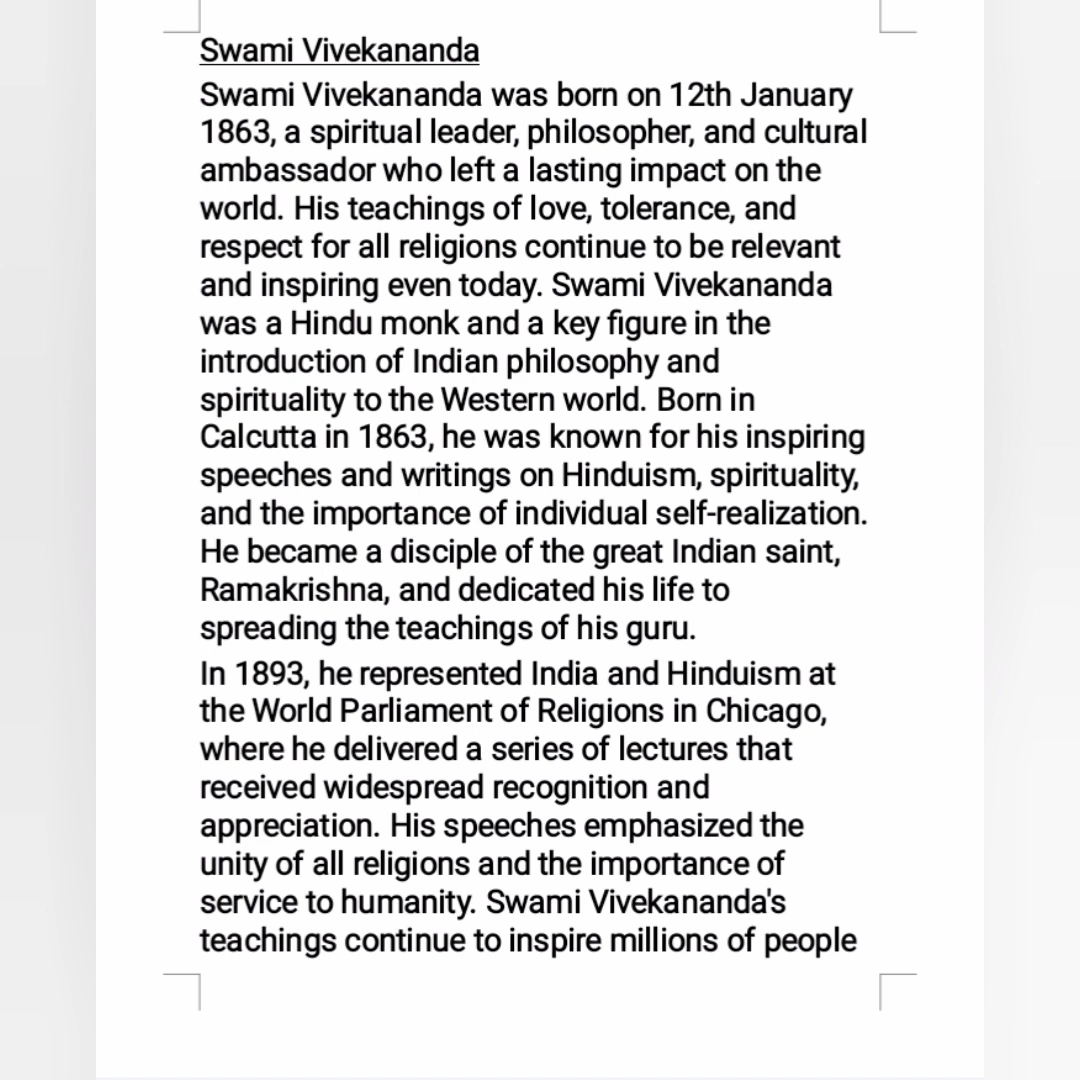 Swami Vivekananda
Swami Vivekananda was born on 12th January
1863, a spiritual leader, philosopher, and cultural
ambassador who left a lasting impact on the
world. His teachings of love, tolerance, and
respect for all religions continue to be relevant
and inspiring even today. Swami Vivekananda
was a Hindu monk and a key figure in the
introduction of Indian philosophy and
spirituality to the Western world. Born in
Calcutta in 1863, he was known for his inspiring
speeches and writings on Hinduism, spirituality,
and the importance of individual self-realization.
He became a disciple of the great Indian saint,
Ramakrishna, and dedicated his life to
spreading the teachings of his guru.
In 1893, he represented India and Hinduism at
the World Parliament of Religions in Chicago,
where he delivered a series of lectures that
received widespread recognition and
appreciation. His speeches emphasized the
unity of all religions and the importance of
service to humanity. Swami Vivekananda's
teachings continue to inspire millions of people